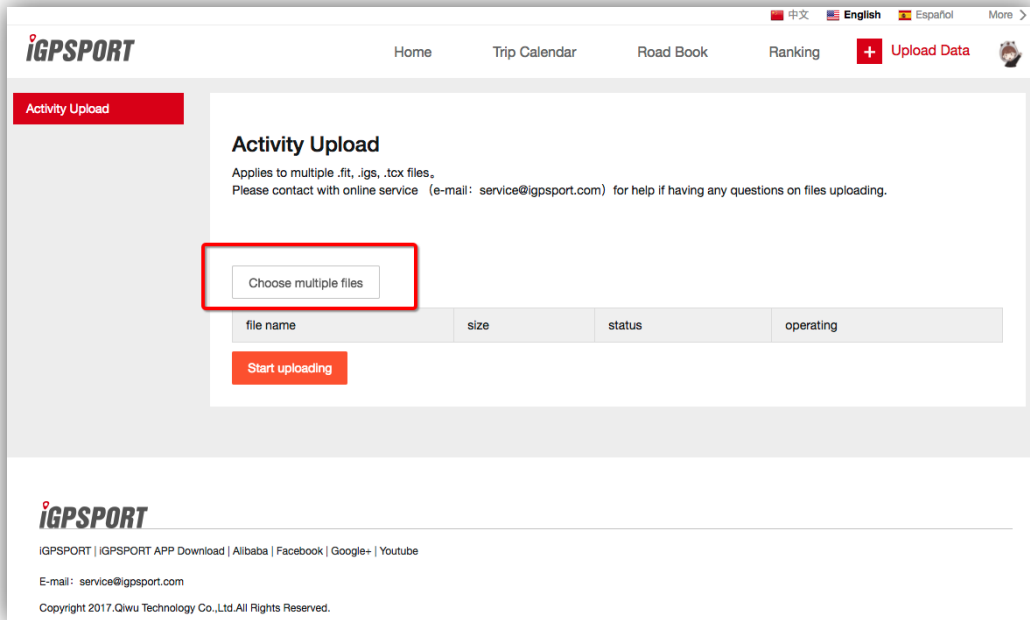 中文 English Español More
iGPSPORT Home Trip Calendar Road Book Ranking + Upload Data
Activity Upload
Activity Upload
Applies to multiple .fit, .igs, .tcx files。
Please contact with online service （e-mail：service@igpsport.com）for help if having any questions on files uploading.
Choose multiple files
file name size status operating
Start uploading
iGPSPORT
iGPSPORT | iGPSPORT APP Download | Alibaba | Facebook | Google+ | Youtube
E-mail：service@igpsport.com
Copyright 2017.Qiwu Technology Co.,Ltd.All Rights Reserved.